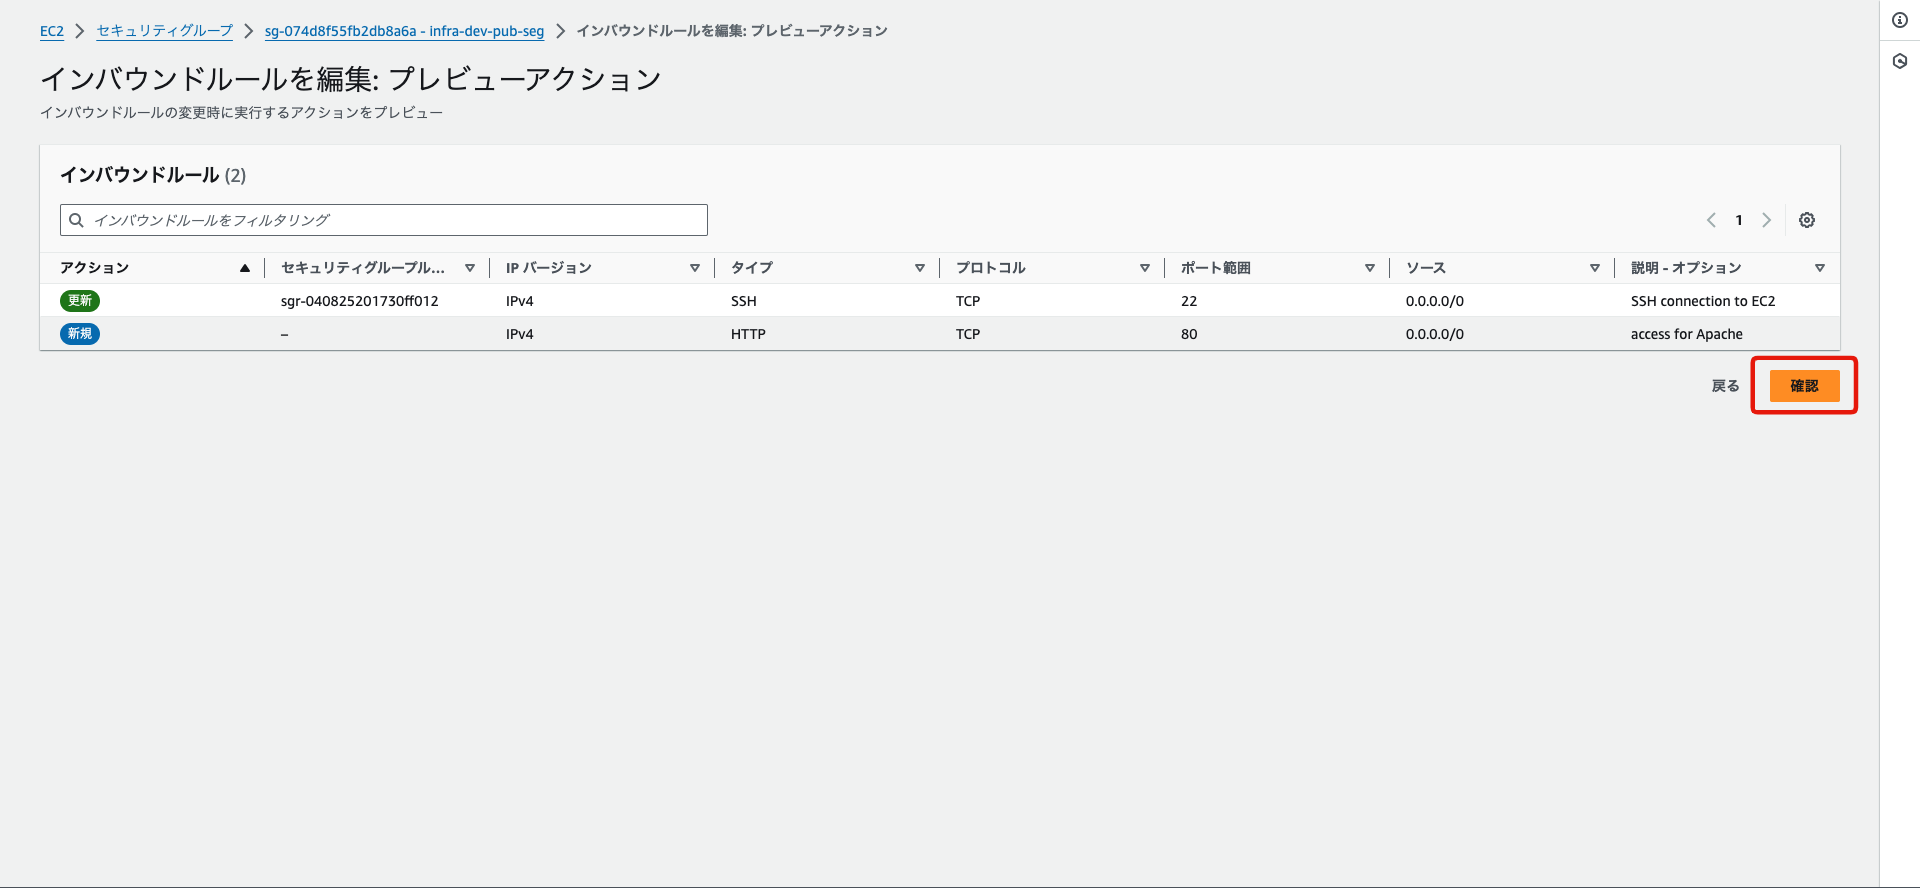 EC2 > セキュリティグループ > sg-074d8f55fb2db8a6a - infra-dev-pub-seg > インバウンドルールを編集: プレビューアクション
インバウンドルールを編集: プレビューアクション
インバウンドルールの変更時に実行するアクションをプレビュー
インバウンドルール (2)
インバウンドルールをフィルタリング
1
アクション セキュリティグループル... IP バージョン タイプ プロトコル ポート範囲 ソース 説明 - オプション
更新 sgr-040825201730ff012 IPv4 SSH TCP 22 0.0.0.0/0 SSH connection to EC2
新規 – IPv4 HTTP TCP 80 0.0.0.0/0 access for Apache
戻る 確認